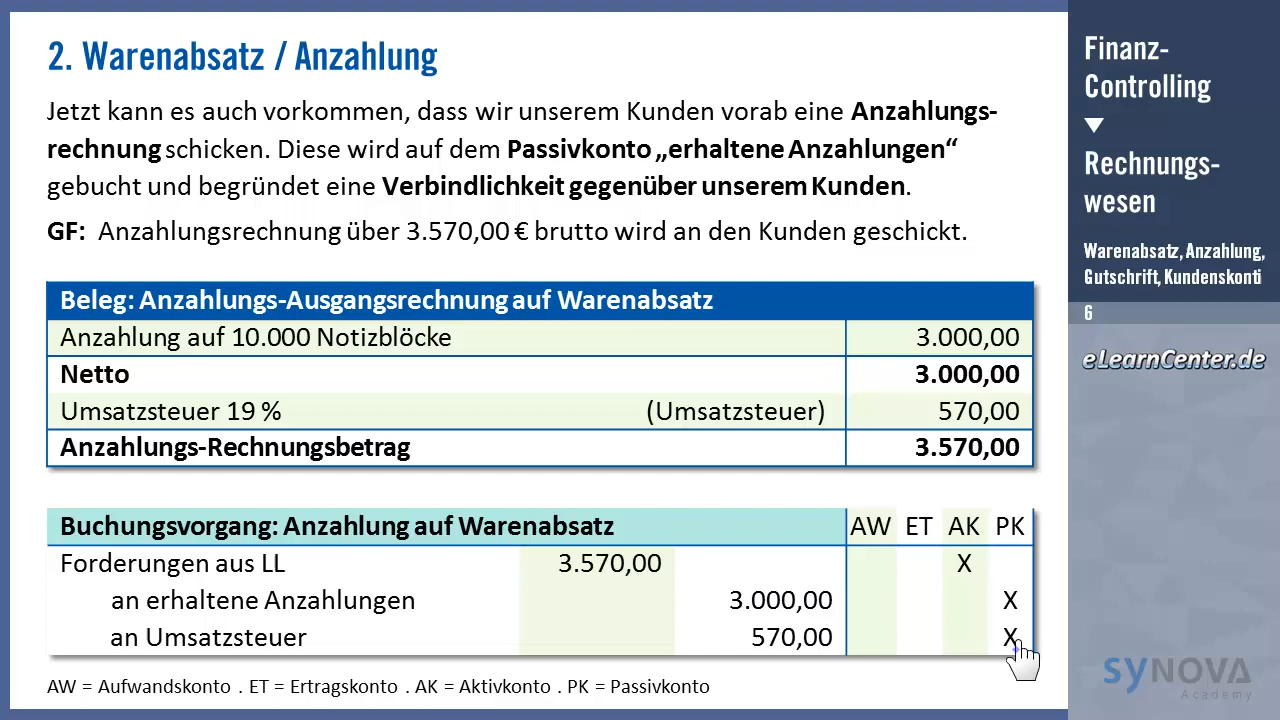 2. Warenabsatz / Anzahlung
Jetzt kann es auch vorkommen, dass wir unserem Kunden vorab eine Anzahlungs-
rechnung schicken. Diese wird auf dem Passivkonto „erhaltene Anzahlungen“
gebucht und begründet eine Verbindlichkeit gegenüber unserem Kunden.
GF: Anzahlungsrechnung über 3.570,00 € brutto wird an den Kunden geschickt.
Beleg: Anzahlungs-Ausgangsrechnung auf Warenabsatz
Anzahlung auf 10.000 Notizblöcke 3.000,00
Netto 3.000,00
Umsatzsteuer 19 % (Umsatzsteuer) 570,00
Anzahlungs-Rechnungsbetrag 3.570,00
Buchungsvorgang: Anzahlung auf Warenabsatz AW ET AK PK
Forderungen aus LL 3.570,00 X
an erhaltene Anzahlungen 3.000,00 X
an Umsatzsteuer 570,00 X
AW = Aufwandskonto . ET = Ertragskonto . AK = Aktivkonto . PK = Passivkonto
Finanz-
Controlling
Rechnungs-
wesen
Warenabsatz, Anzahlung,
Gutschrift, Kundenskonti
6
eLearnCenter.de
SYNOVA
Academy